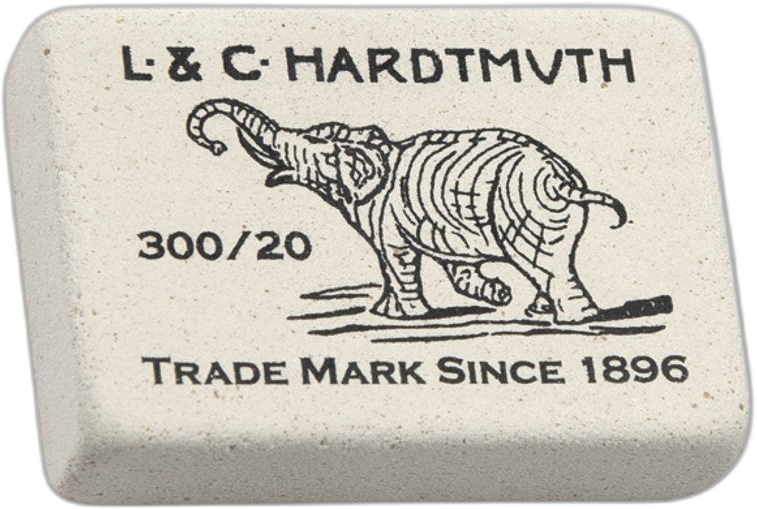 L·& C· HARDTMVTH
300/20
TRADE MARK SINCE 1896